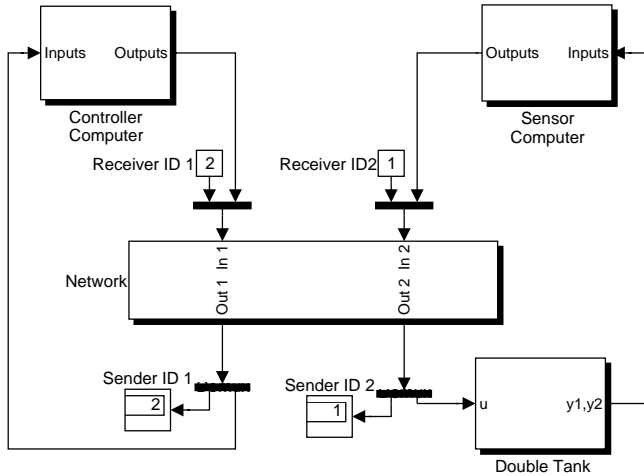 Inputs Outputs
Controller
Computer
Outputs Inputs
Sensor
Computer
Receiver ID 1
2
Receiver ID2
1
Network
In 1
Out 1
In 2
Out 2
Sender ID 1
2
Sender ID 2
1
u
y1,y2
Double Tank